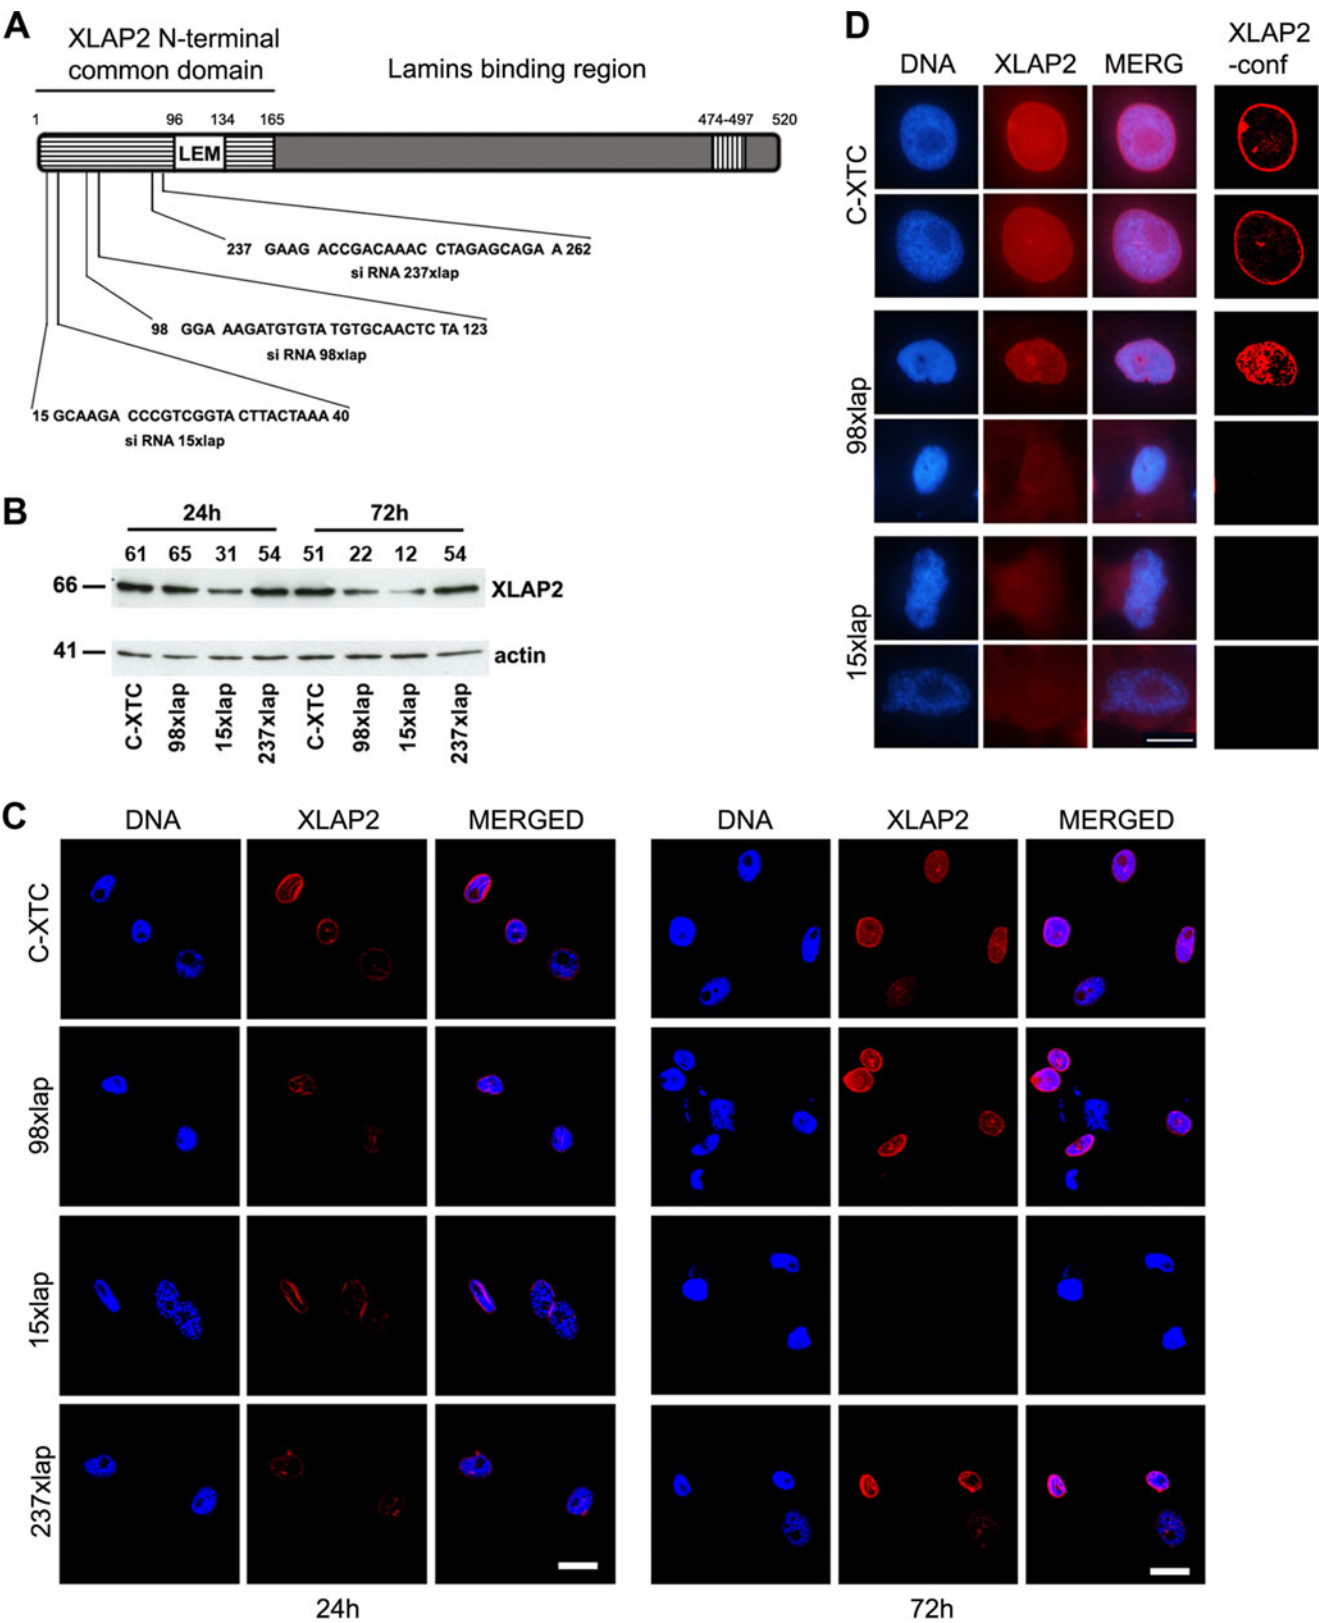 A
XLAP2 N-terminal
common domain
Lamins binding region
1 96 134 165 474-497 520
LEM
237 GAAG ACCGACAAAC CTAGAGCAGA A 262
si RNA 237xlap
98 GGA AAGATGTGTA TGTGCAACTC TA 123
si RNA 98xlap
15 GCAAGA CCCGTCGGTA CTTACTAAA 40
si RNA 15xlap
B
24h 72h
61 65 31 54 51 22 12 54
66 XLAP2
41 actin
C-XTC 98xlap 15xlap 237xlap C-XTC 98xlap 15xlap 237xlap
D
DNA XLAP2 MERG XLAP2
-conf
C-XTC
98xlap
15xlap
C
DNA XLAP2 MERGED DNA XLAP2 MERGED
C-XTC
98xlap
15xlap
237xlap
24h 72h